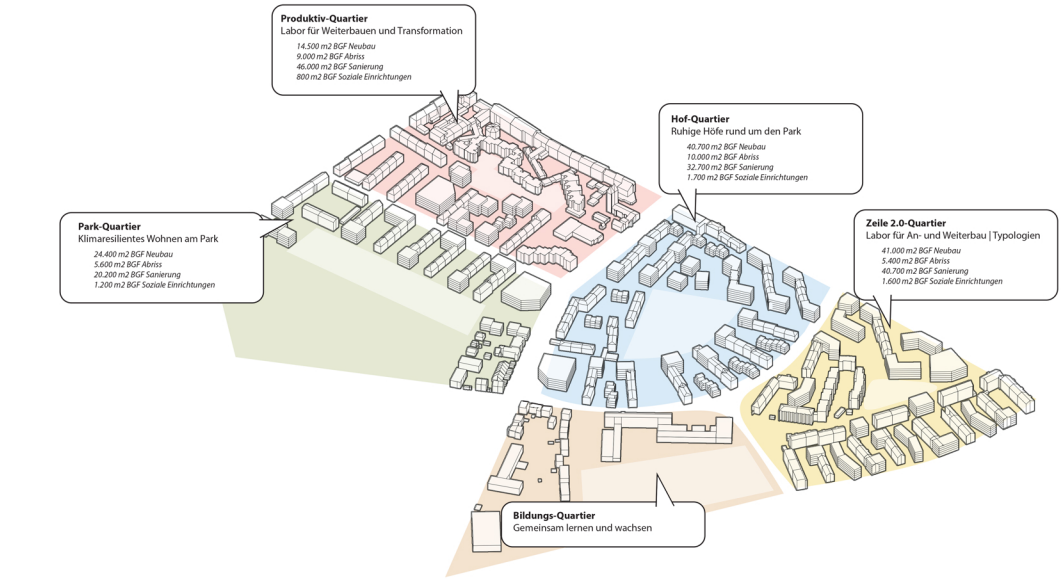 Produktiv-Quartier
Labor für Weiterbauen und Transformation
14.500 m2 BGF Neubau
9.000 m2 BGF Abriss
46.000 m2 BGF Sanierung
800 m2 BGF Soziale Einrichtungen
Hof-Quartier
Ruhige Höfe rund um den Park
40.700 m2 BGF Neubau
10.000 m2 BGF Abriss
32.700 m2 BGF Sanierung
1.700 m2 BGF Soziale Einrichtungen
Park-Quartier
Klimaresilientes Wohnen am Park
24.400 m2 BGF Neubau
5.600 m2 BGF Abriss
20.200 m2 BGF Sanierung
1.200 m2 BGF Soziale Einrichtungen
Zeile 2.0-Quartier
Labor für An- und Weiterbau | Typologien
41.000 m2 BGF Neubau
5.400 m2 BGF Abriss
40.700 m2 BGF Sanierung
1.600 m2 BGF Soziale Einrichtungen
Bildungs-Quartier
Gemeinsam lernen und wachsen